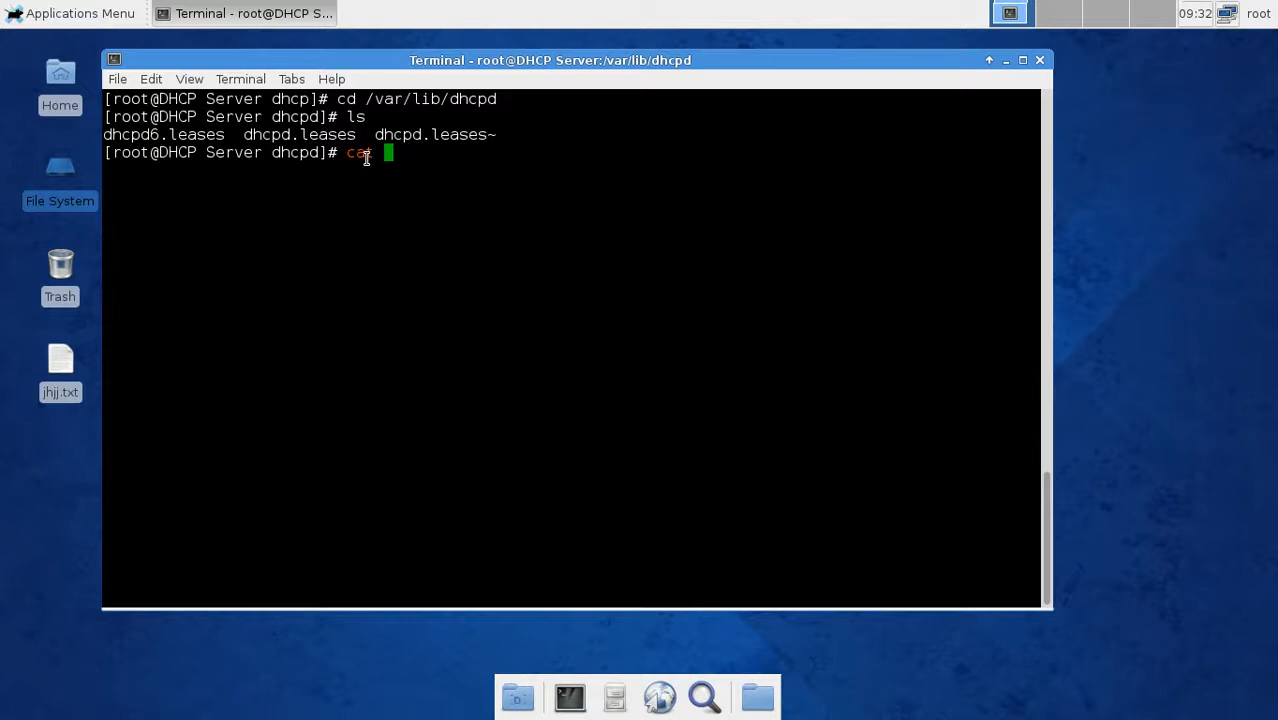 Applications Menu
Terminal - root@DHCP S...
09:32
root
Terminal - root@DHCP Server:/var/lib/dhcpd
File Edit View Terminal Tabs Help
[root@DHCP Server dhcp]# cd /var/lib/dhcpd
[root@DHCP Server dhcpd]# ls
dhcpd6.leases dhcpd.leases dhcpd.leases~
[root@DHCP Server dhcpd]# cat
Home
File System
Trash
jhjj.txt